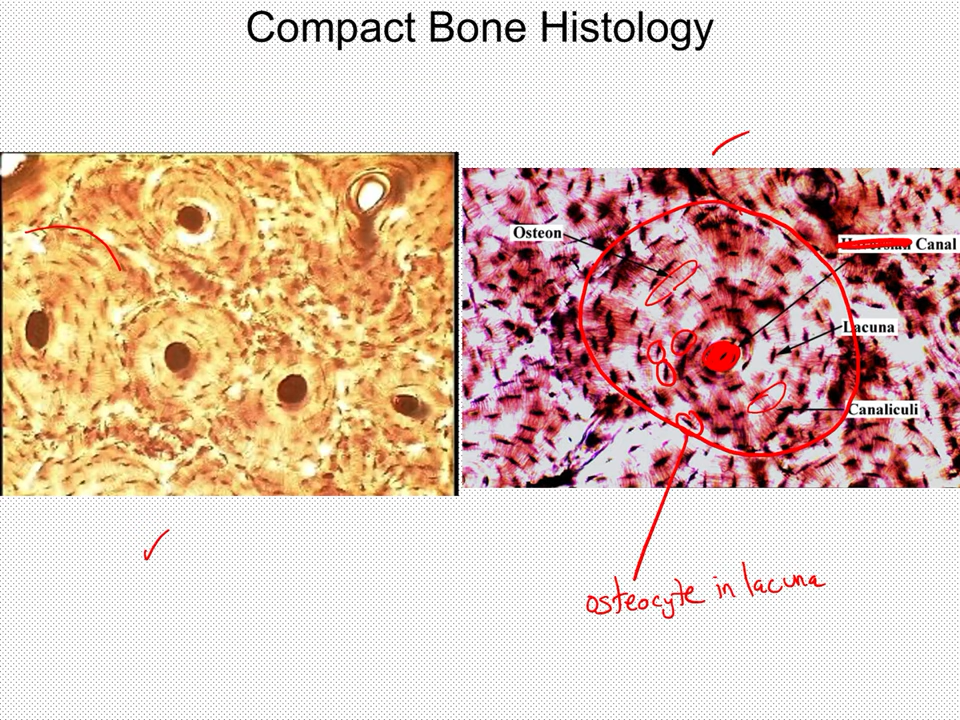 Compact Bone Histology
Osteon
Canal
Lacuna
Canaliculi
osteocyte in lacuna